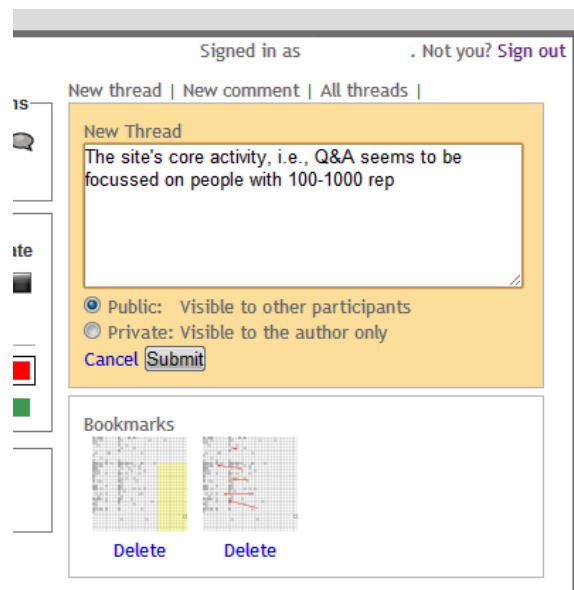 Signed in as . Not you? Sign out
New thread | New comment | All threads |
New Thread
The site's core activity, i.e., Q&A seems to be
focussed on people with 100-1000 rep
Public: Visible to other participants
Private: Visible to the author only
Cancel Submit
Bookmarks
Delete Delete